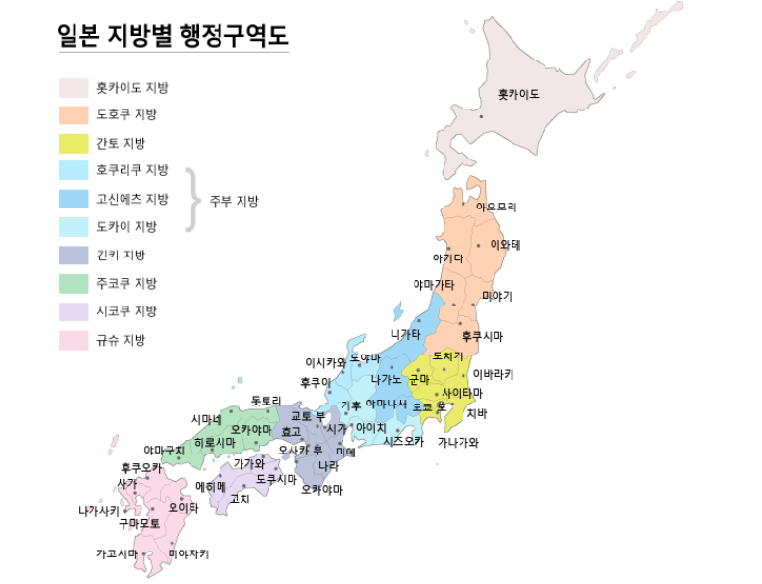 일본 지방별 행정구역도
홋카이도 지방
도호쿠 지방
간토 지방
호쿠리쿠 지방
고신에츠 지방
주부 지방
도카이 지방
긴키 지방
주코쿠 지방
시코쿠 지방
규슈 지방
홋카이도
아오모리
이와테
아키다
야마가타
미야기
니가타
후쿠시마
이시카와
도야마
도치기
후쿠이
나가노
군마
이바라키
사이타마
돗토리
기후
야마나시
도쿄 도
치바
시마네
교토 부
오카야마
효고
시가
아이치
시즈오카
가나가와
야마구치
히로시마
오사카 부
미에
후쿠오카
가가와
나라
사가
에히메
도쿠시마
오카야마
고치
나가사키
오이타
구마모토
가고시마
미야자키